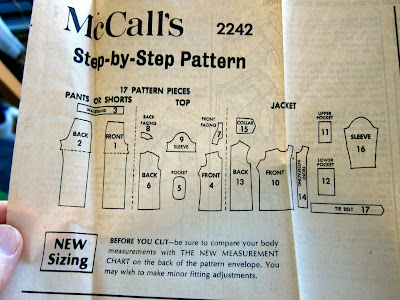 McCall's 2242
Step-by-Step Pattern
17 PATTERN PIECES
PANTS OR SHORTS TOP JACKET
WAISTBAND 3
BACK 2
FRONT 1
BACK FACING 8
9 SLEEVE
FRONT FACING 7
BACK 6
POCKET 5
FRONT 4
COLLAR 15
BACK 13
FRONT 10
FRONT FACING 14
UPPER POCKET 11
LOWER POCKET 12
SLEEVE 16
TIE BELT 17
NEW Sizing
BEFORE YOU CUT—be sure to compare your body
measurements with THE NEW MEASUREMENT
CHART on the back of the pattern envelope. You
may wish to make minor fitting adjustments.